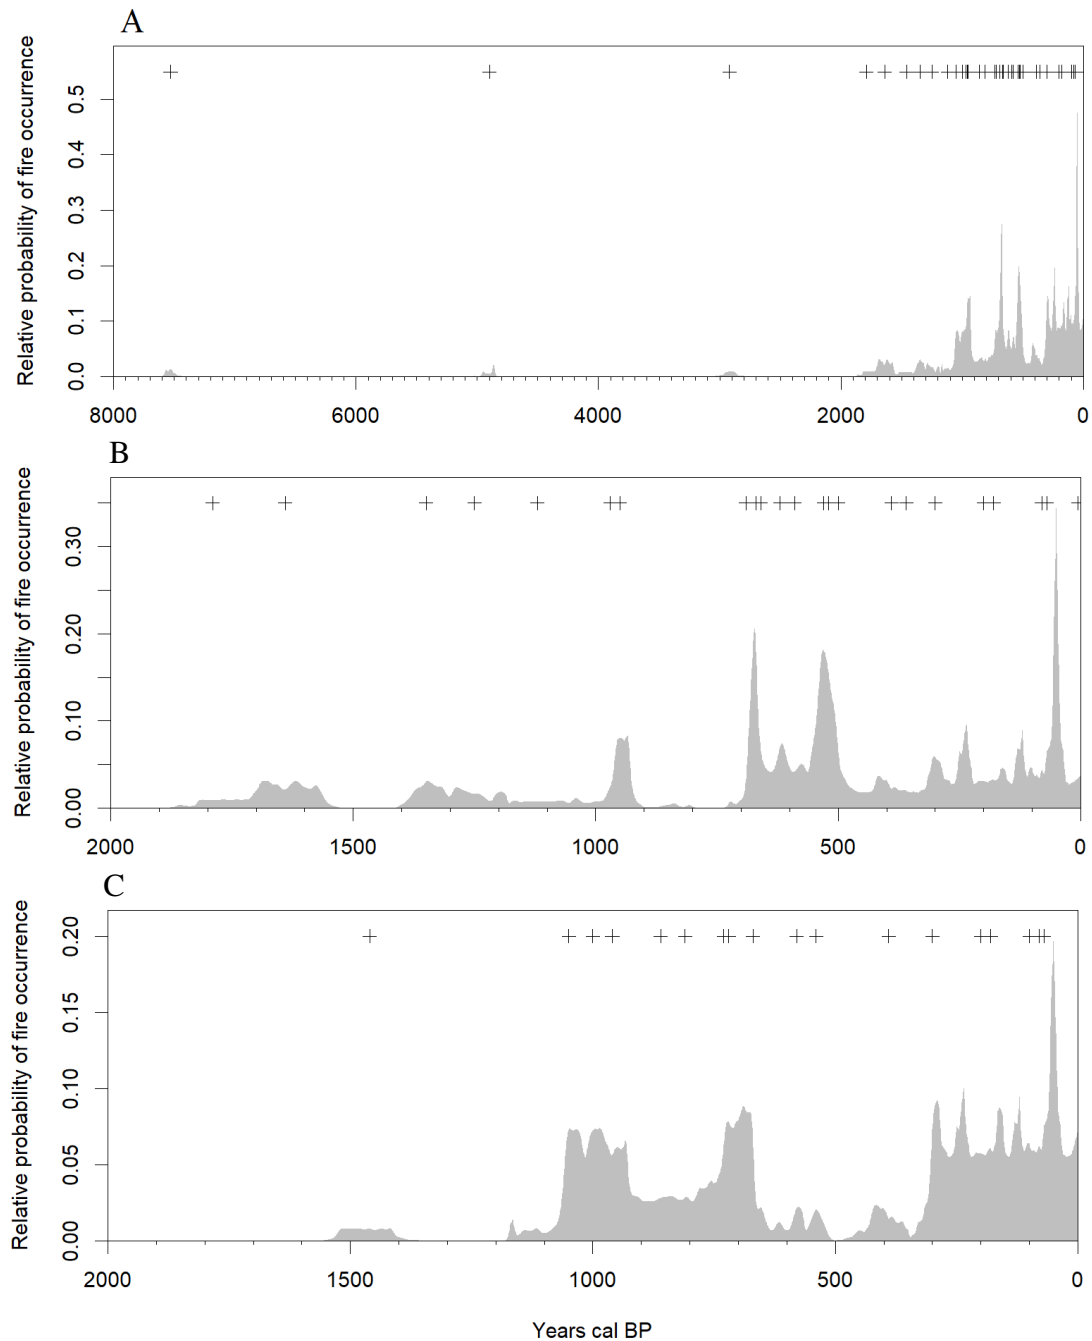 A
Relative probability of fire occurrence
0.5
0.4
0.3
0.2
0.1
0.0
8000 6000 4000 2000 0
B
Relative probability of fire occurrence
0.30
0.20
0.10
0.00
2000 1500 1000 500 0
C
Relative probability of fire occurrence
0.20
0.15
0.10
0.05
0.00
2000 1500 1000 500 0
Years cal BP